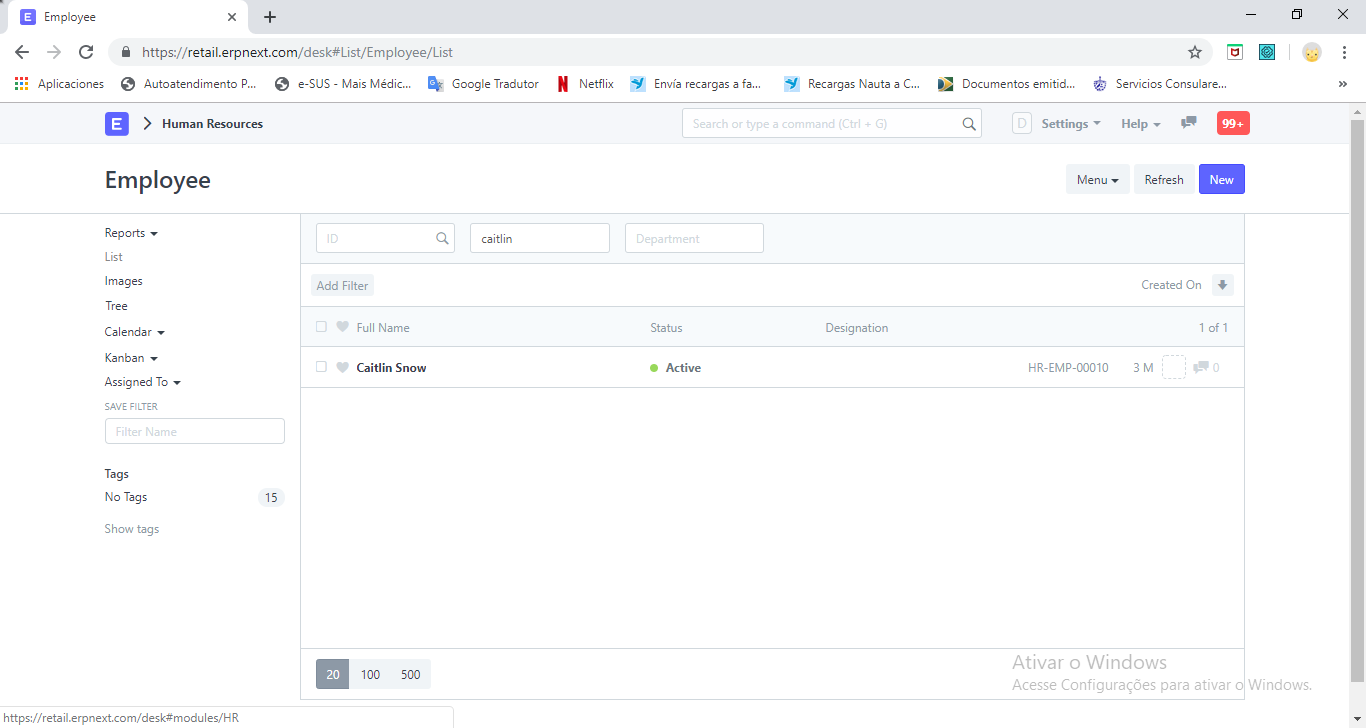 E Employee
https://retail.erpnext.com/desk#List/Employee/List
Aplicaciones Autoatendimento P... e-SUS - Mais Médic... Google Tradutor N Netflix Envía recargas a fa... Recargas Nauta a C... Documentos emitid... Servicios Consulare... »
E Human Resources Search or type a command (Ctrl + G) D Settings Help 99+
Employee Menu Refresh New
Reports
List
Images
Tree
Calendar
Kanban
Assigned To
SAVE FILTER
Filter Name
Tags
No Tags 15
Show tags
ID caitlin Department
Add Filter Created On
Full Name Status Designation 1 of 1
Caitlin Snow Active HR-EMP-00010 3 M 0
20 100 500
Ativar o Windows
Acesse Configurações para ativar o Windows.
https://retail.erpnext.com/desk#modules/HR